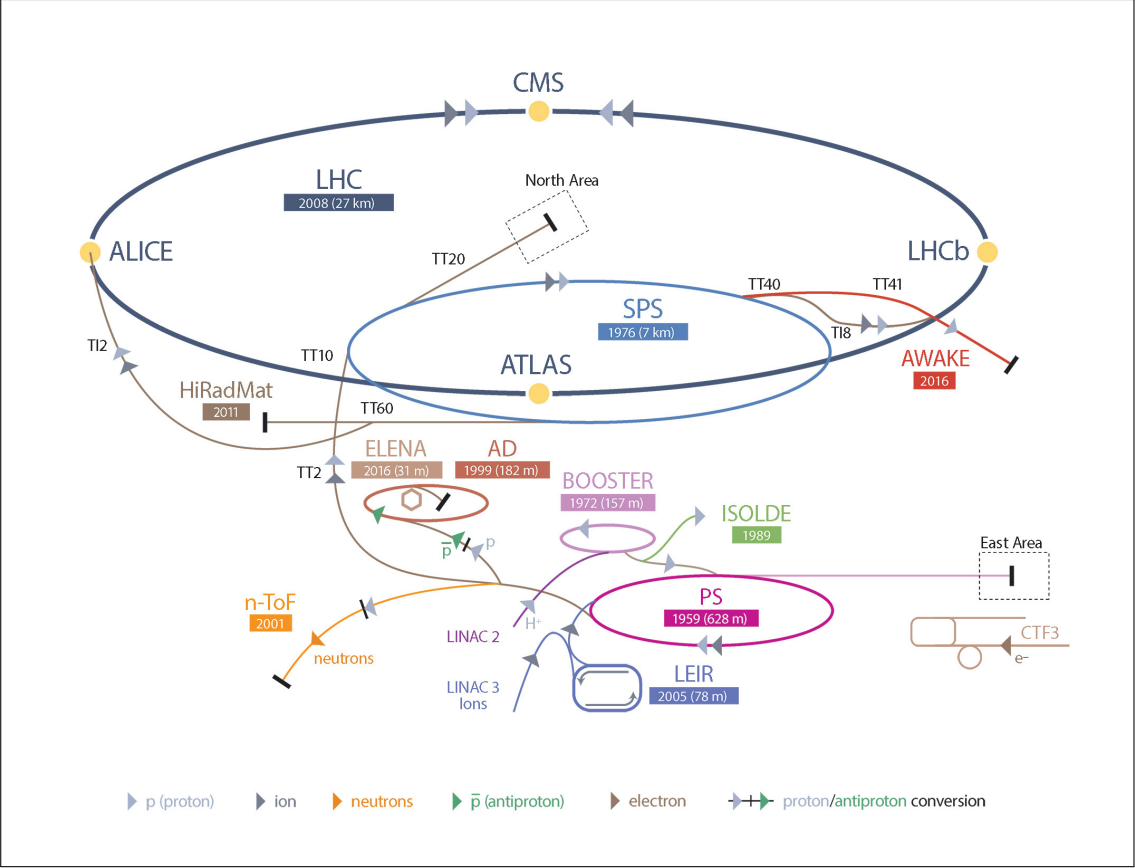 CMS
LHC
2008 (27 km)
North Area
ALICE
LHCb
TT20
TT40
TT41
SPS
1976 (7 km)
TI8
TI2
TT10
ATLAS
AWAKE
2016
HiRadMat
2011
TT60
ELENA
2016 (31 m)
AD
1999 (182 m)
TT2
BOOSTER
1972 (157 m)
ISOLDE
1989
p̅
p
East Area
n-ToF
2001
neutrons
PS
1959 (628 m)
H⁺
LINAC 2
CTF3
e⁻
LINAC 3
Ions
LEIR
2005 (78 m)
p (proton)
ion
neutrons
p̅ (antiproton)
electron
proton/antiproton conversion